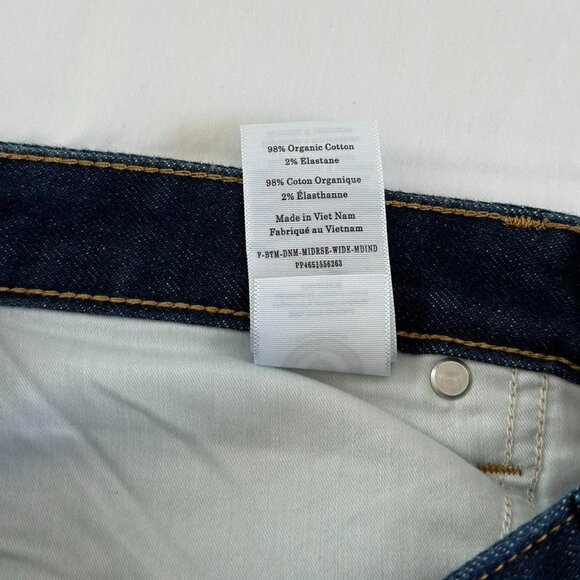 98% Organic Cotton
2% Elastane
98% Coton Organique
2% Élasthanne
Made in Viet Nam
Fabriqué au Vietnam
F-BTM-DNM-MIDRSE-WIDE-MDIND
PP4651556263